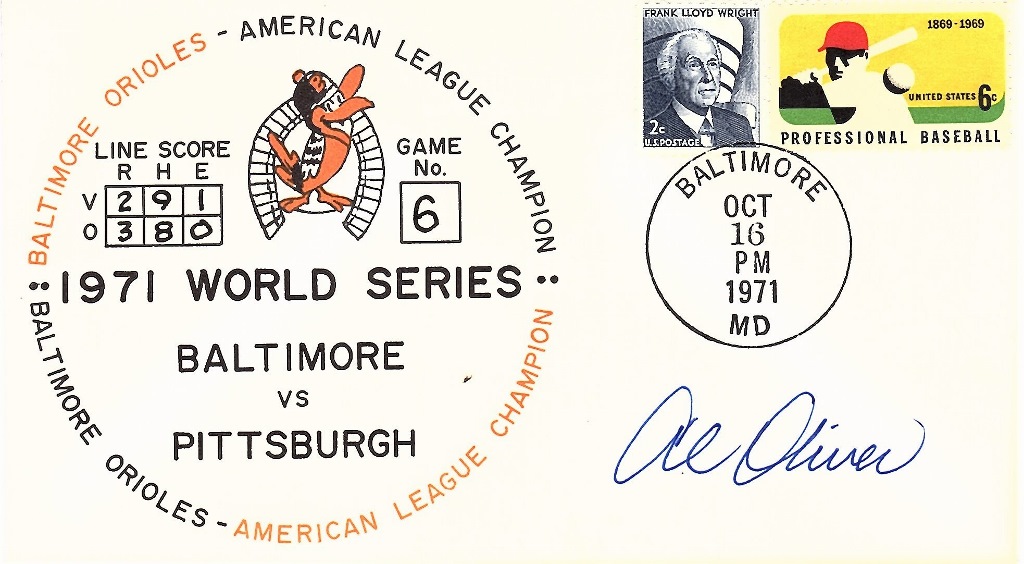 BALTIMORE ORIOLES - AMERICAN LEAGUE CHAMPION
LINE SCORE
R H E
V 2 9 1
O 3 8 0
GAME
No.
6
1971 WORLD SERIES
BALTIMORE
VS
PITTSBURGH
BALTIMORE ORIOLES - AMERICAN LEAGUE CHAMPION
FRANK LLOYD WRIGHT
2c
U.S. POSTAGE
1869-1969
UNITED STATES 6c
PROFESSIONAL BASEBALL
BALTIMORE
OCT
16
PM
1971
MD
Al Oliver